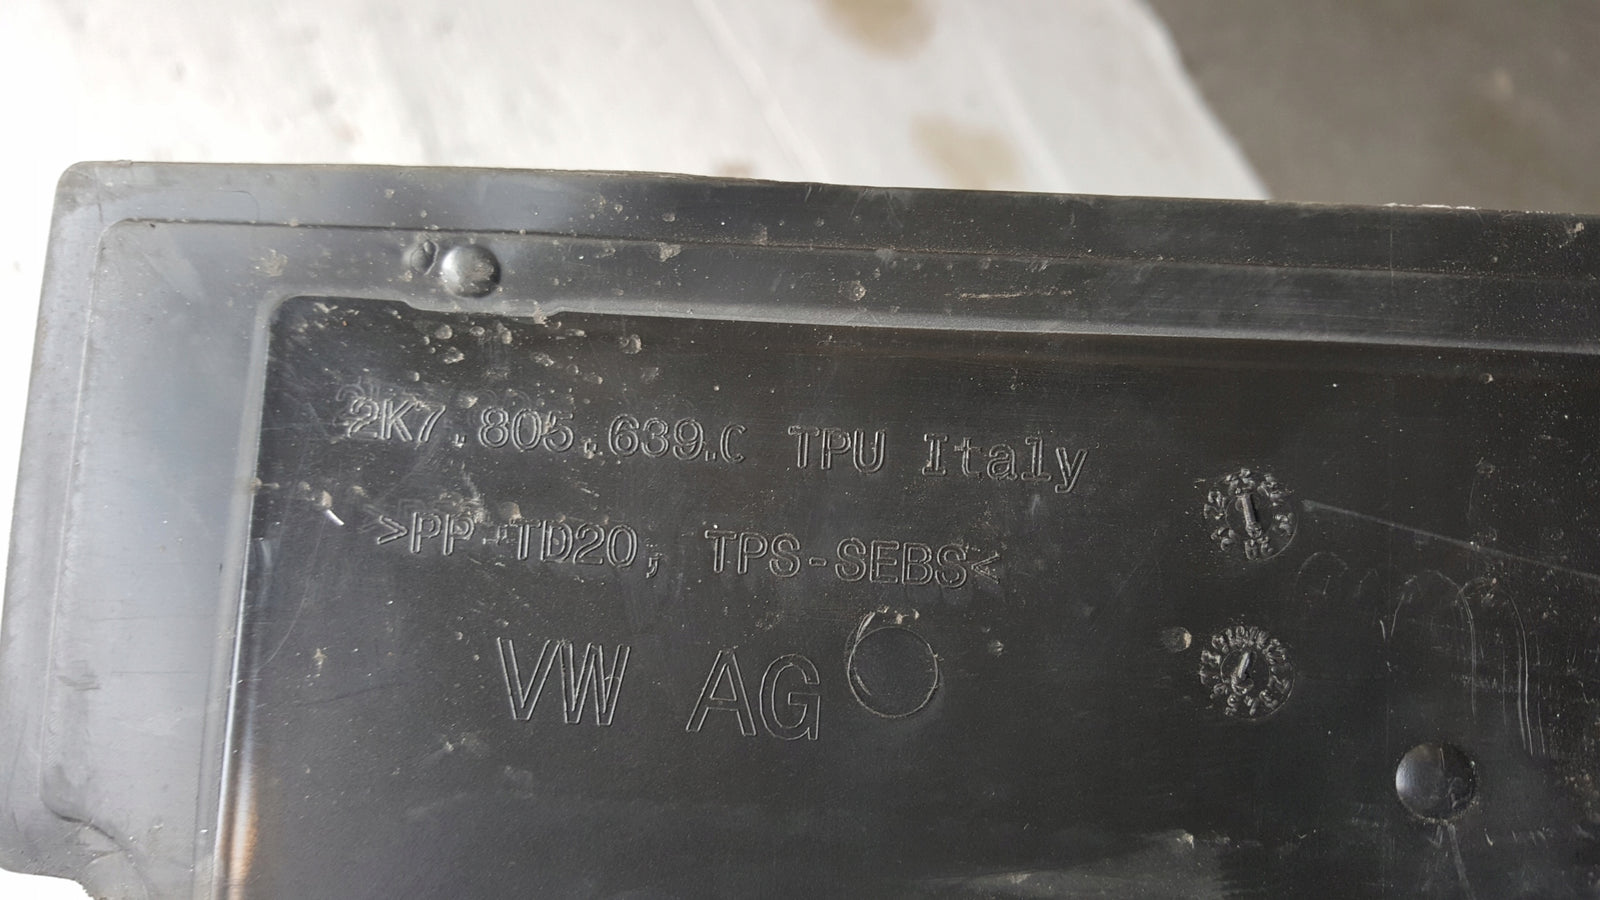 2K7.805.639.C TPU Italy
>PP-TD20, TPS-SEBS<
VW AG